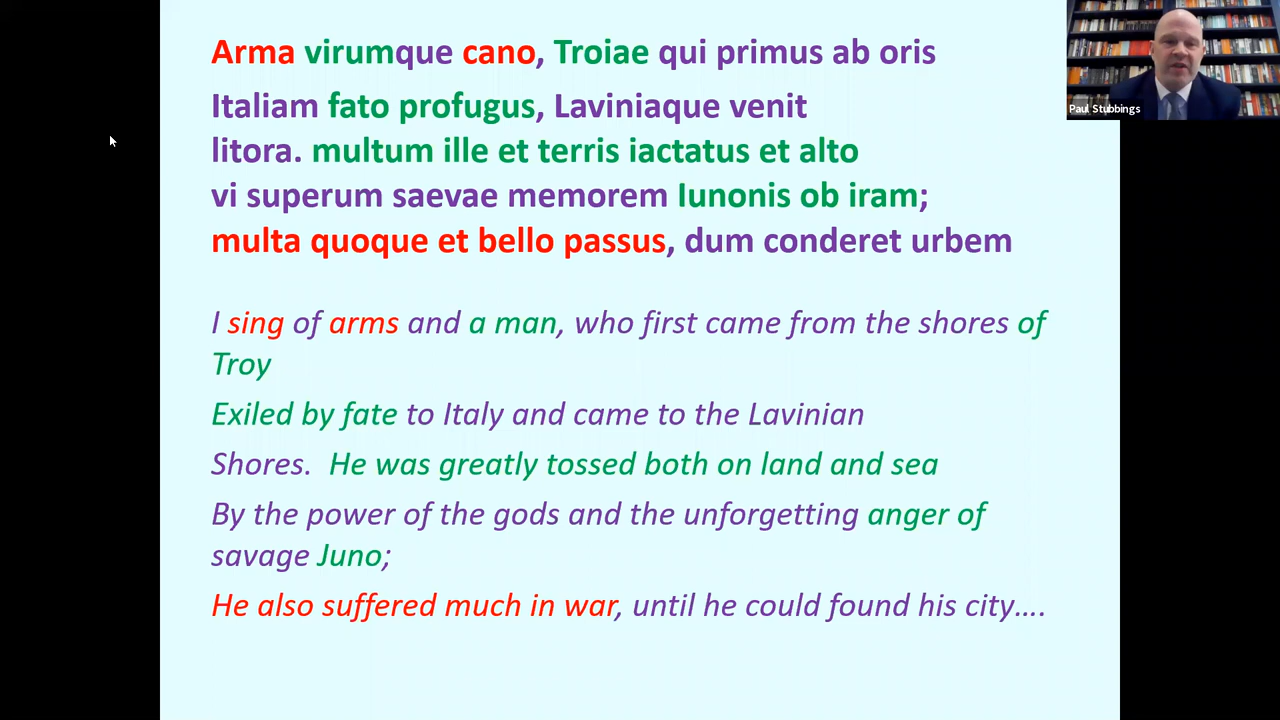 Arma virumque cano, Troiae qui primus ab oris
Italiam fato profugus, Laviniaque venit
litora. multum ille et terris iactatus et alto
vi superum saevae memorem Iunonis ob iram;
multa quoque et bello passus, dum conderet urbem
I sing of arms and a man, who first came from the shores of
Troy
Exiled by fate to Italy and came to the Lavinian
Shores.  He was greatly tossed both on land and sea
By the power of the gods and the unforgetting anger of
savage Juno;
He also suffered much in war, until he could found his city….
Paul Stubbings